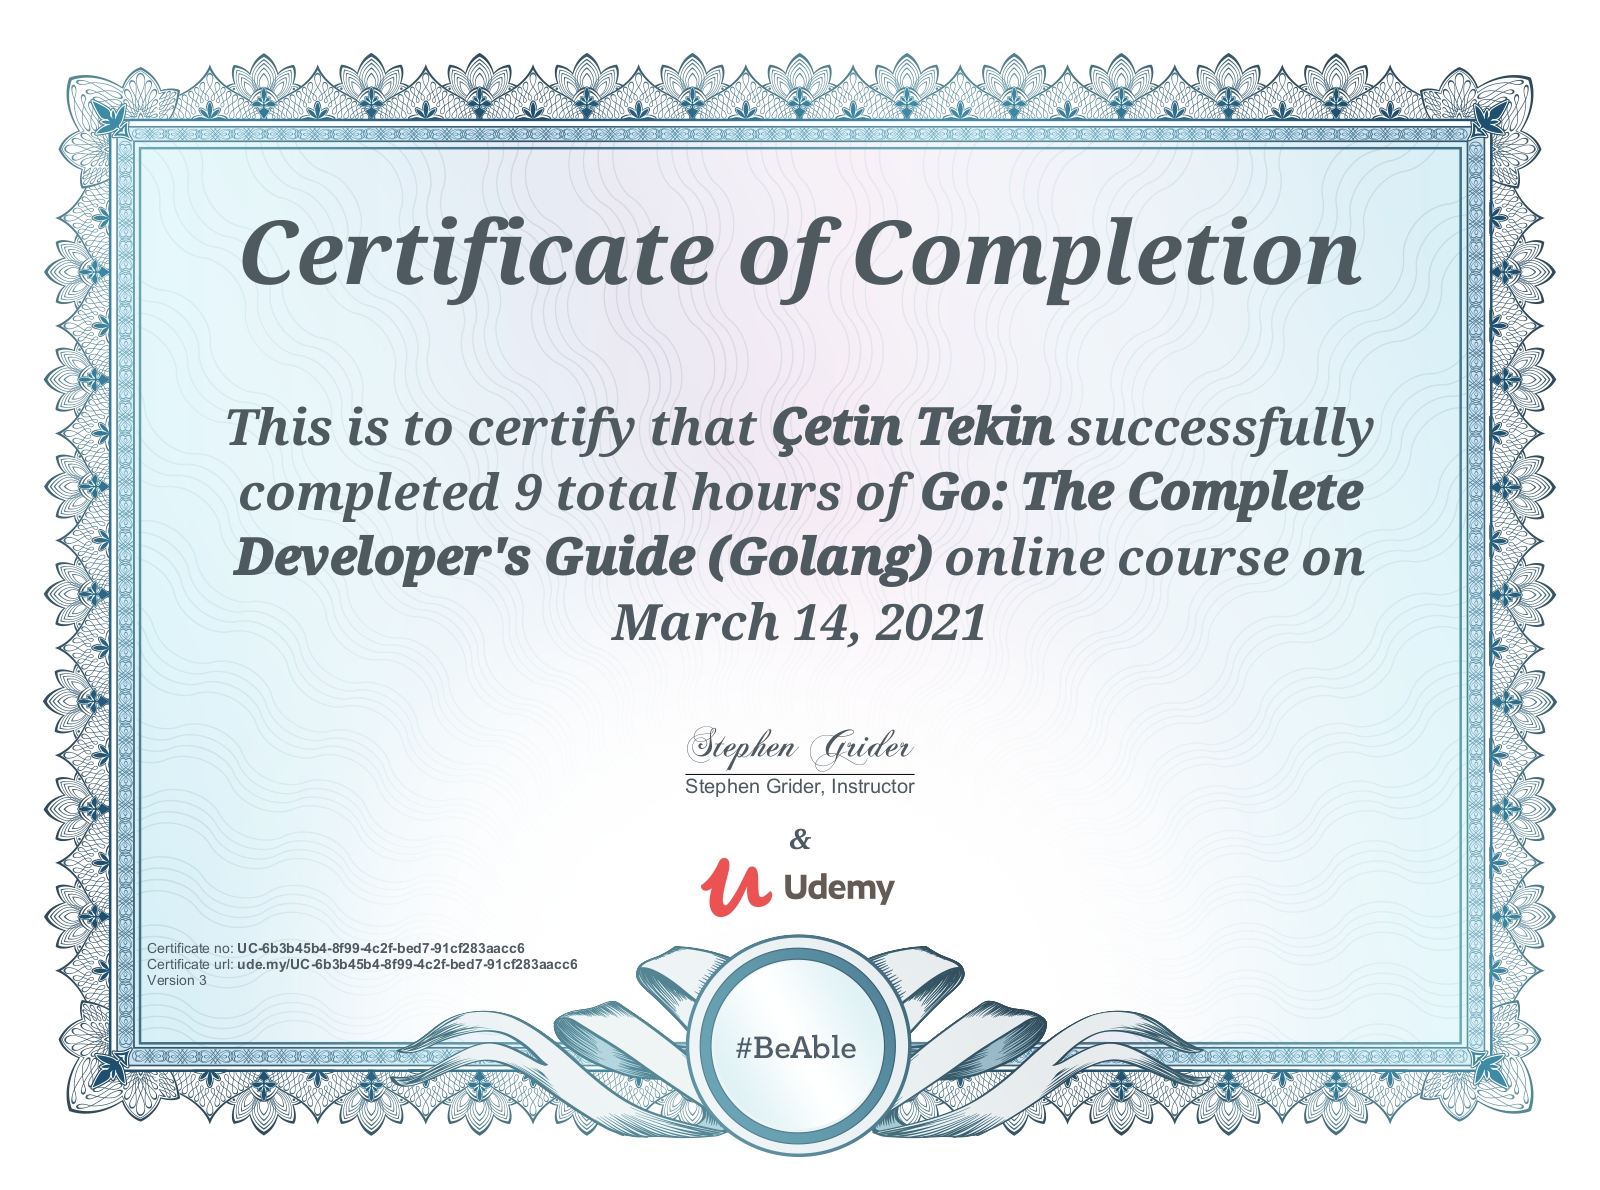 Certificate of Completion
This is to certify that Çetin Tekin successfully
completed 9 total hours of Go: The Complete
Developer's Guide (Golang) online course on
March 14, 2021
Stephen Grider
Stephen Grider, Instructor
&
Udemy
Certificate no: UC-6b3b45b4-8f99-4c2f-bed7-91cf283aacc6
Certificate url: ude.my/UC-6b3b45b4-8f99-4c2f-bed7-91cf283aacc6
Version 3
#BeAble